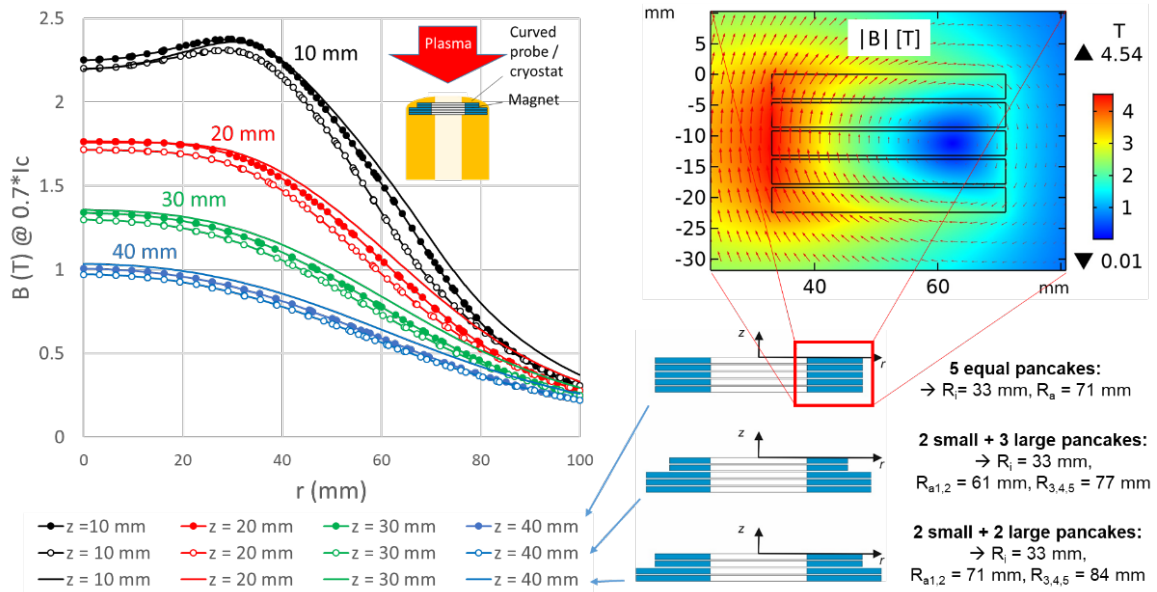 2.5
2
1.5
1
0.5
0
B (T) @ 0.7*Ic
0
20
40
60
80
100
r (mm)
10 mm
20 mm
30 mm
40 mm
Plasma
Curved
probe /
cryostat
Magnet
z =10 mm
z = 20 mm
z = 30 mm
z = 40 mm
z = 10 mm
z = 20 mm
z = 30 mm
z = 40 mm
z = 10 mm
z = 20 mm
z = 30 mm
z = 40 mm
mm
10
0
-5
-10
-15
-20
-25
-30
|B| [T]
40
60
mm
T
4.54
4
3
2
1
0.01
z
r
5 equal pancakes:
→ Ri= 33 mm, Ra = 71 mm
z
r
2 small + 3 large pancakes:
→ Ri = 33 mm,
Ra1,2 = 61 mm, R3,4,5 = 77 mm
z
r
2 small + 2 large pancakes:
→ Ri = 33 mm,
Ra1,2 = 71 mm, R3,4,5 = 84 mm